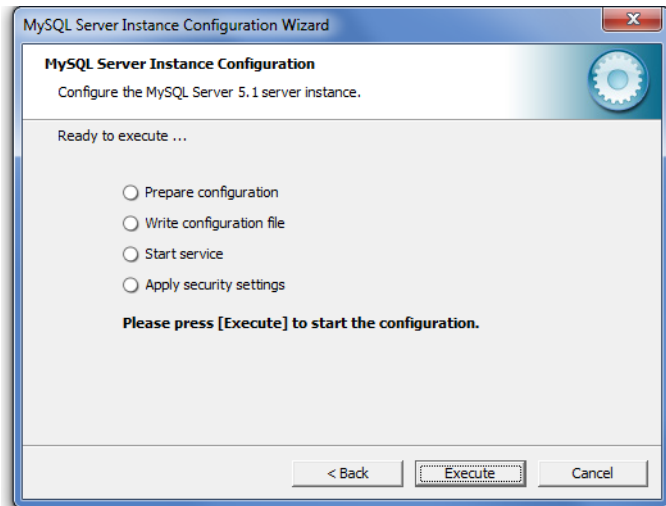 MySQL Server Instance Configuration Wizard
MySQL Server Instance Configuration
Configure the MySQL Server 5.1 server instance.
Ready to execute ...
Prepare configuration
Write configuration file
Start service
Apply security settings
Please press [Execute] to start the configuration.
< Back Execute Cancel